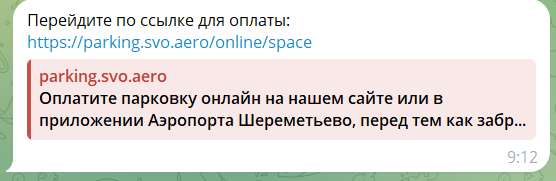 Перейдите по ссылке для оплаты:
https://parking.svo.aero/online/space
parking.svo.aero
Оплатите парковку онлайн на нашем сайте или в
приложении Аэропорта Шереметьево, перед тем как забр...
9:12